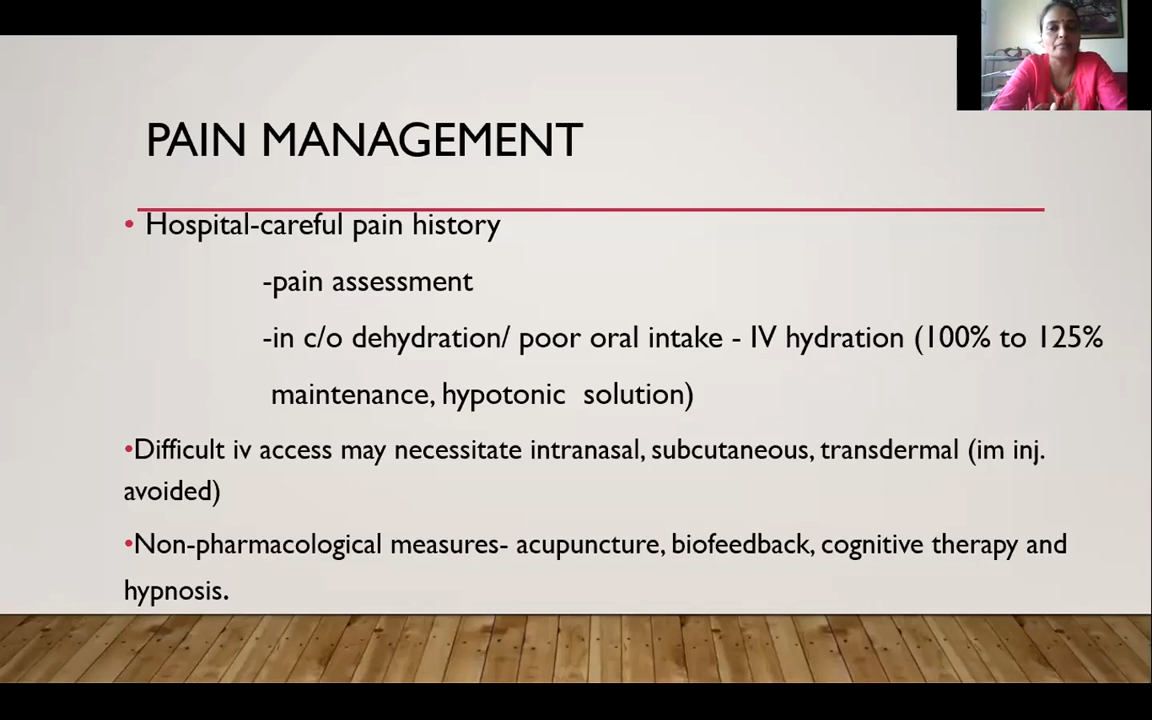 PAIN MANAGEMENT
• Hospital-careful pain history
-pain assessment
-in c/o dehydration/ poor oral intake - IV hydration (100% to 125%
maintenance, hypotonic solution)
•Difficult iv access may necessitate intranasal, subcutaneous, transdermal (im inj.
avoided)
•Non-pharmacological measures- acupuncture, biofeedback, cognitive therapy and
hypnosis.